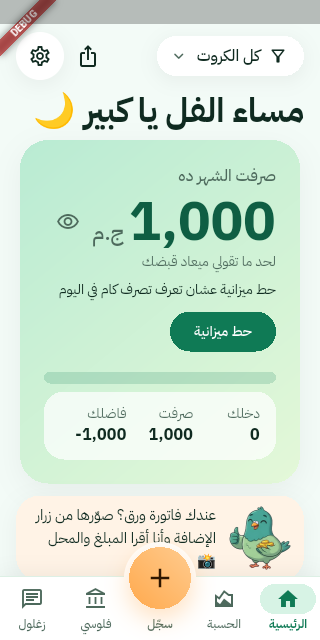 DEBUG
كل الكروت
مساء الفل يا كبير 🌙
صرفت الشهر ده
1,000 ج.م
لحد ما تقولي ميعاد قبضك
حط ميزانية عشان تعرف تصرف كام في اليوم
حط ميزانية
دخلك صرفت فاضلك
0 1,000 -1,000
عندك فاتورة ورق؟ صوّرها من زرار
الإضافة وأنا أقرا المبلغ والمحل
📸
الرئيسية الحسبة سجّل فلوسي زغلول